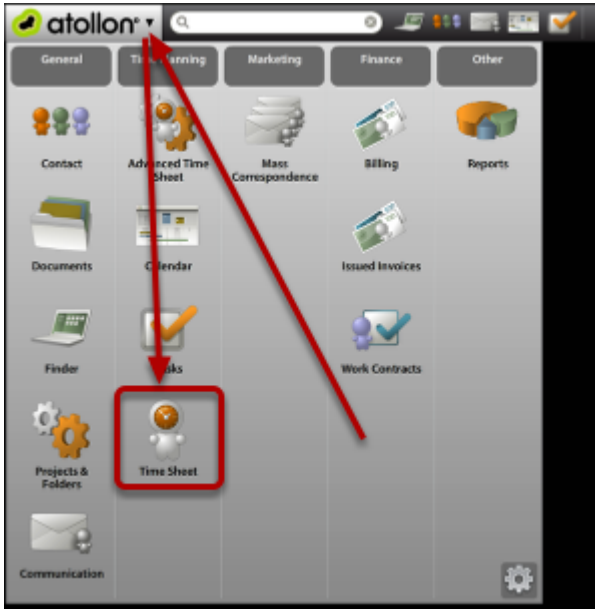 atollon®
General
Time Planning
Marketing
Finance
Other
Contact
Advanced Time
Sheet
Mass
Correspondence
Billing
Reports
Documents
Calendar
Issued Invoices
Finder
Tasks
Work Contracts
Projects &
Folders
Time Sheet
Communication